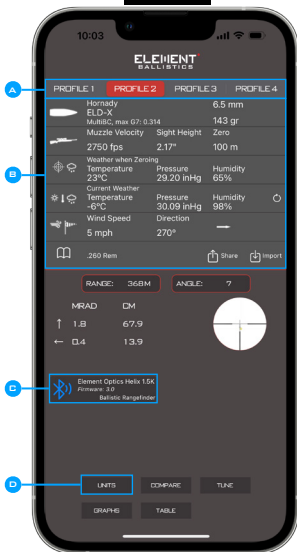 10:03
ELEMENT
BALLISTICS
A
PROFILE 1 PROFILE 2 PROFILE 3 PROFILE 4
Hornady 6.5 mm
ELD-X 143 gr
MultiBC, max G7: 0.314
B
Muzzle Velocity Sight Height Zero
2750 fps 2.17" 100 m
Weather when Zeroing
Temperature Pressure Humidity
23°C 29.20 inHg 65%
Current Weather
Temperature Pressure Humidity
-6°C 30.09 inHg 98%
Wind Speed Direction
5 mph 270°
.260 Rem Share Import
RANGE: 368M ANGLE: 7
MRAD CM
↑ 1.8 67.9
← 0.4 13.9
C
Element Optics Helix 1.5K
Firmware: 3.0
Ballistic Rangefinder
D
UNITS COMPARE TUNE
GRAPHS TABLE